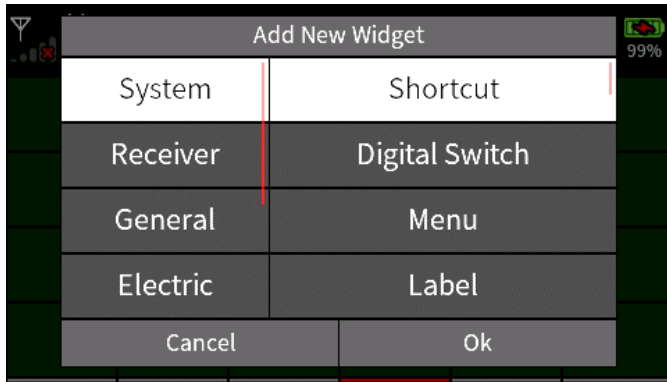 Add New Widget
99%
System Shortcut
Receiver Digital Switch
General Menu
Electric Label
Cancel Ok